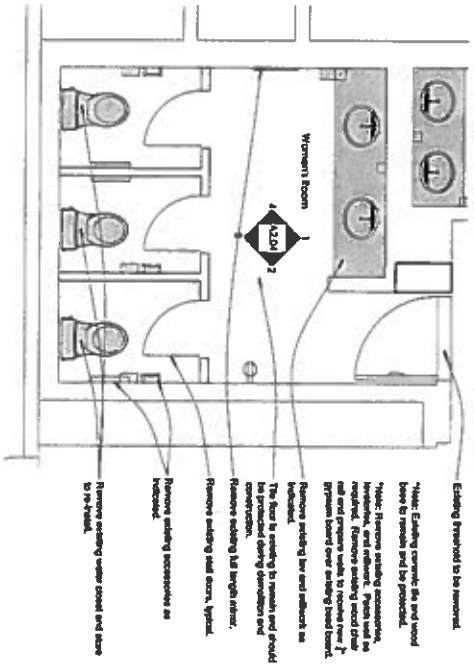 Existing threshold to be resolved.
*Note: Existing ceramic tile and wood
base to remain and be protected.
*Note: Remove existing accessories,
lavatories, and millwork. Patch wall as
required. Remove existing wood chair
rail and prepare walls to receive new
gypsum board over existing bead board.
Remove existing lav and millwork as
indicated.
Tile floor is existing to remain and should
be protected during demolition and
construction.
Remove existing full length mirror.
Remove existing stall doors, typical.
Remove existing accessories as
indicated.
Remove existing water closet and store
to re-install.
Women's Room
1
A2.04
2
4